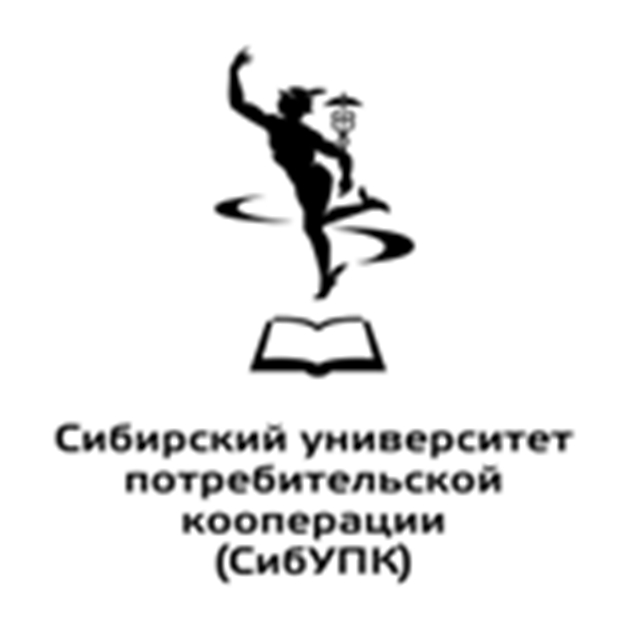 Сибирский университет
потребительской
кооперации
(СибУПК)